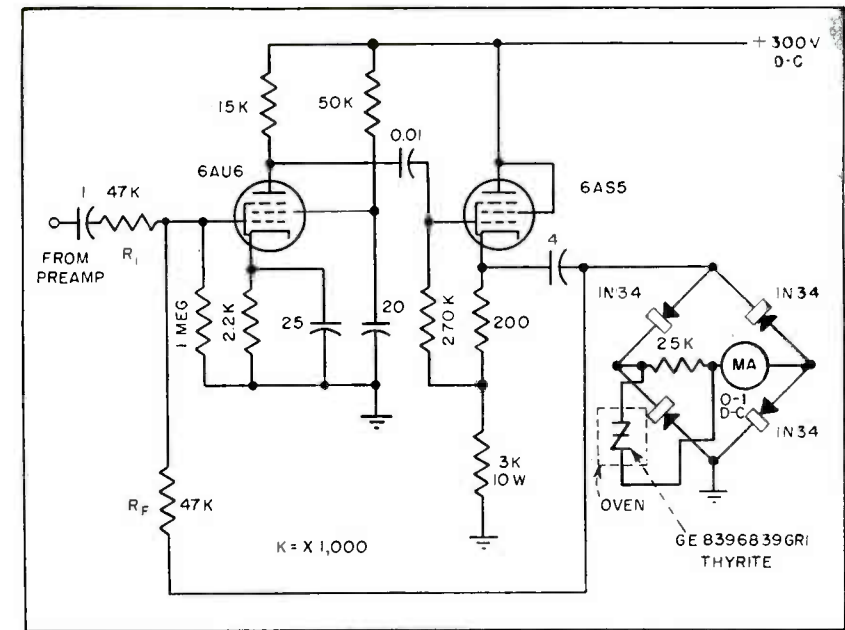 +300V
D-C
15K
50K
0.01
6AU6
6AS5
1
47K
R1
FROM
PREAMP
4
1N34
1N34
1 MEG
2.2K
25
20
270K
200
25K
MA
0-1
D-C
1N34
3K
10W
OVEN
RF
47K
K = X 1,000
GE 8396839GR1
THYRITE